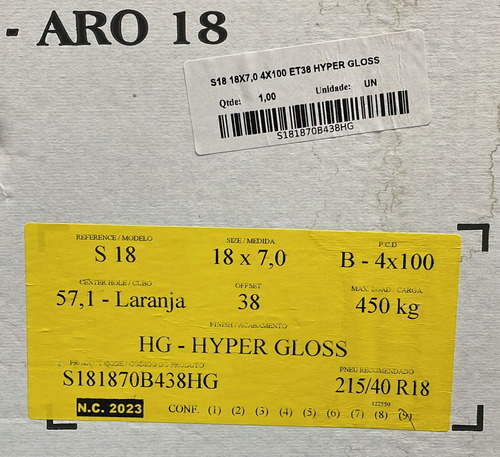 - ARO 18
S18 18X7,0 4X100 ET38 HYPER GLOSS
Qtde: 1,00 Unidade: UN
S181870B438HG
REFERENCE / MODELO SIZE / MEDIDA P.C.D
S 18 18 x 7,0 B - 4x100
CENTER HOLE / CUBO OFFSET MAX. LOAD / CARGA
57,1 - Laranja 38 450 kg
FINISH / ACABAMENTO
HG - HYPER GLOSS
PRODUCT CODE / CÓDIGO DO PRODUTO PNEU RECOMENDADO
S181870B438HG 215/40 R18
122550
N.C. 2023 CONF. (1) (2) (3) (4) (5) (6) (7) (8) (9)